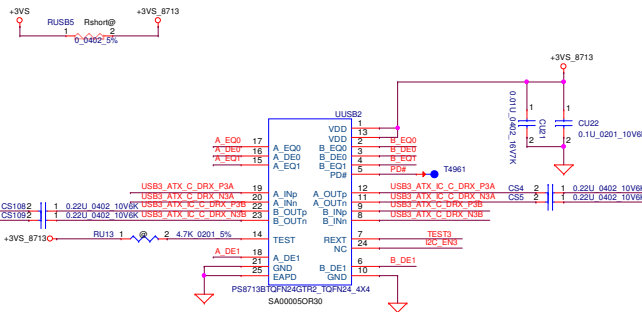 +3VS
RUSB5 Rshort@ +3VS_8713
1 2
0_0402_5%
+3VS_8713
UUSB2
0.01U_0402_16V7K
CU21
1
2
1
2
CU22
0.1U_0201_10V6K
A_EQ0 17 A_EQ0 VDD 1
VDD 13
A_DE0 16 A_DE0 B_EQ0 2 B_EQ0
A_EQ1 15 A_EQ1 B_DE0 3 B_DE0
B_EQ1 4 B_EQ1
PD# 5 PD# T4961
USB3_ATX_C_DRX_P3A 19 A_INp A_OUTp 12 USB3_ATX_IC_C_DRX_P3A CS4 2 1 0.22U_0402_10V6K
USB3_ATX_C_DRX_N3A 20 A_INn A_OUTn 11 USB3_ATX_IC_C_DRX_N3A CS5 2 1 0.22U_0402_10V6K
CS108 2 1 0.22U_0402_10V6K USB3_ATX_IC_C_DRX_P3B 22 B_OUTp B_INp 9 USB3_ATX_C_DRX_P3B
CS109 2 1 0.22U_0402_10V6K USB3_ATX_IC_C_DRX_N3B 23 B_OUTn B_INn 8 USB3_ATX_C_DRX_N3B
+3VS_8713 RU13 1 @ 2 4.7K_0201_5% 14 TEST REXT 7 TEST3
NC 24 I2C_EN3
A_DE1 18 A_DE1 B_DE1 6 B_DE1
21 GND GND 10
25 EAPD
PS8713BTQFN24GTR2_TQFN24_4X4
SA00005OR30